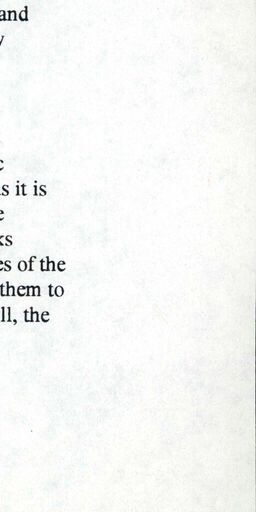 and
y
c
s it is
e
ks
es of the
them to
ll, the